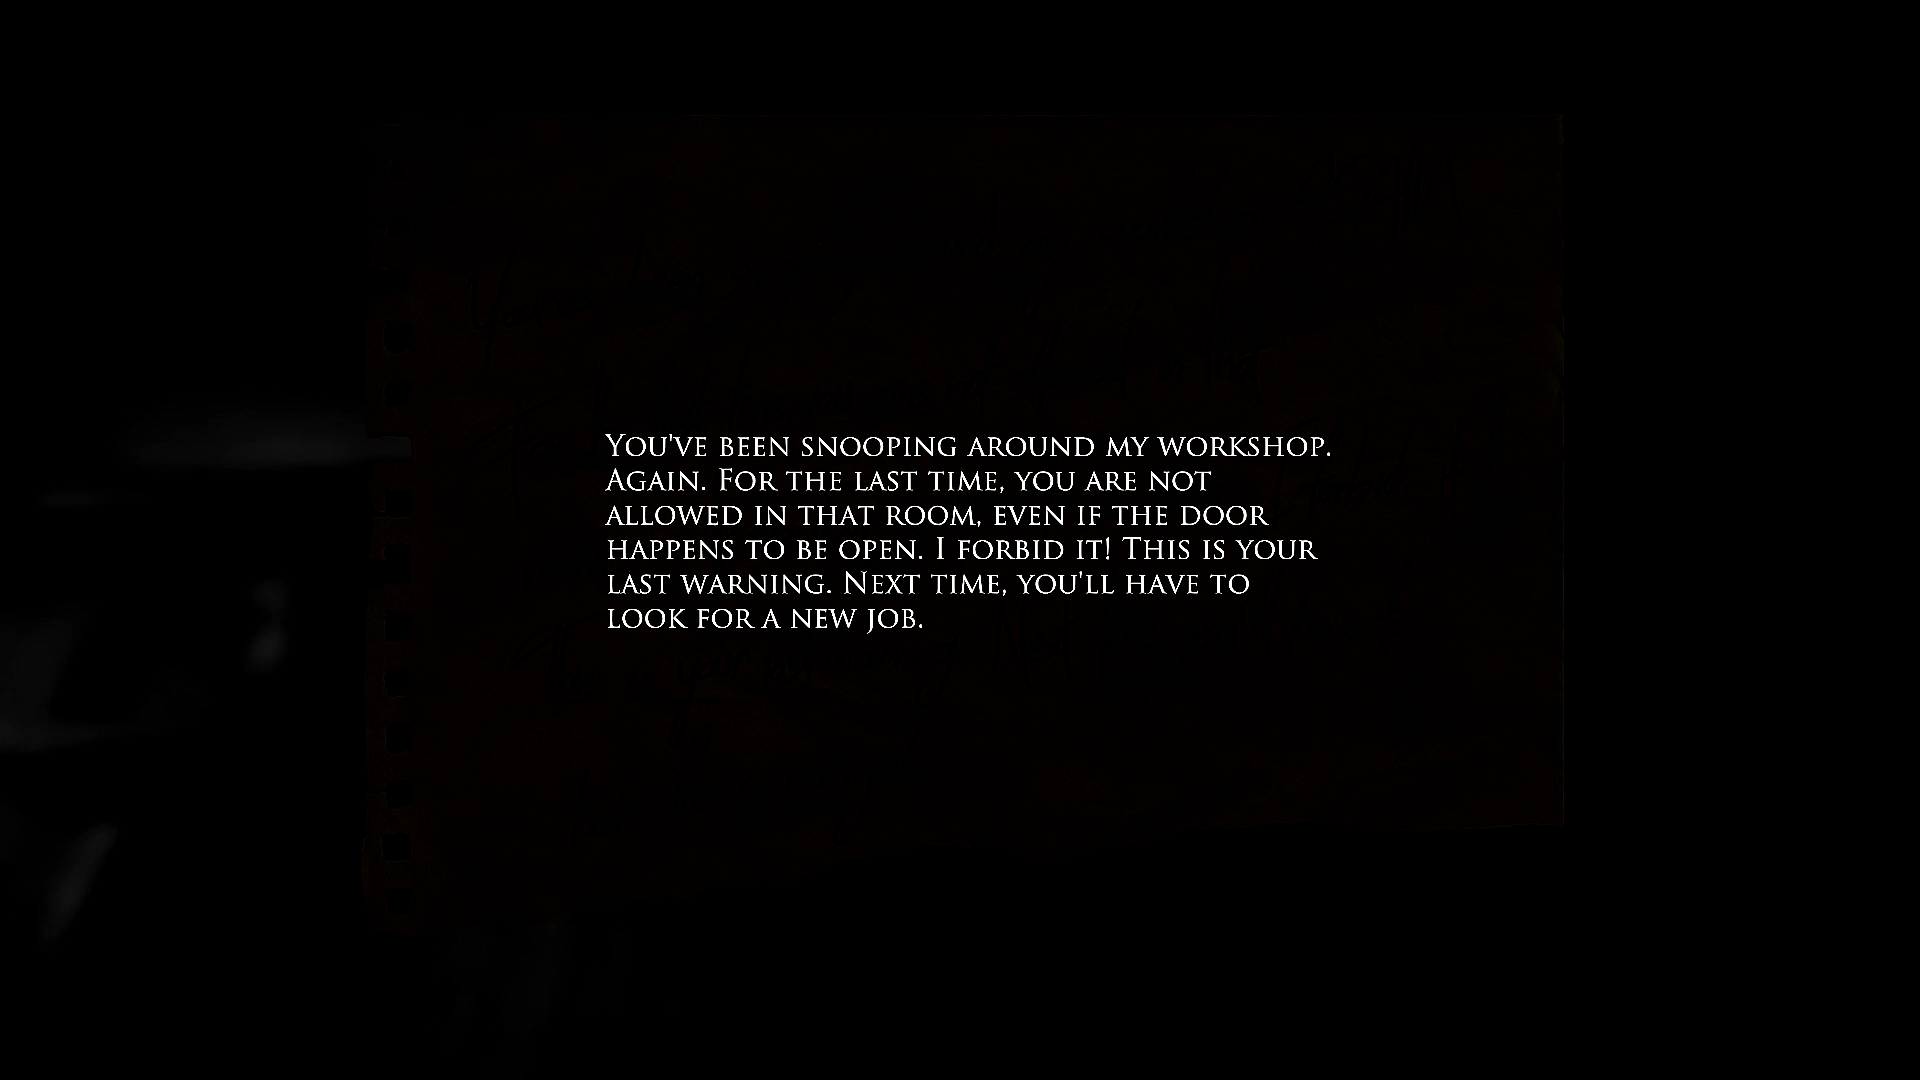 You've been snooping around my workshop.
Again. For the last time, you are not
allowed in that room, even if the door
happens to be open. I forbid it! This is your
last warning. Next time, you'll have to
look for a new job.